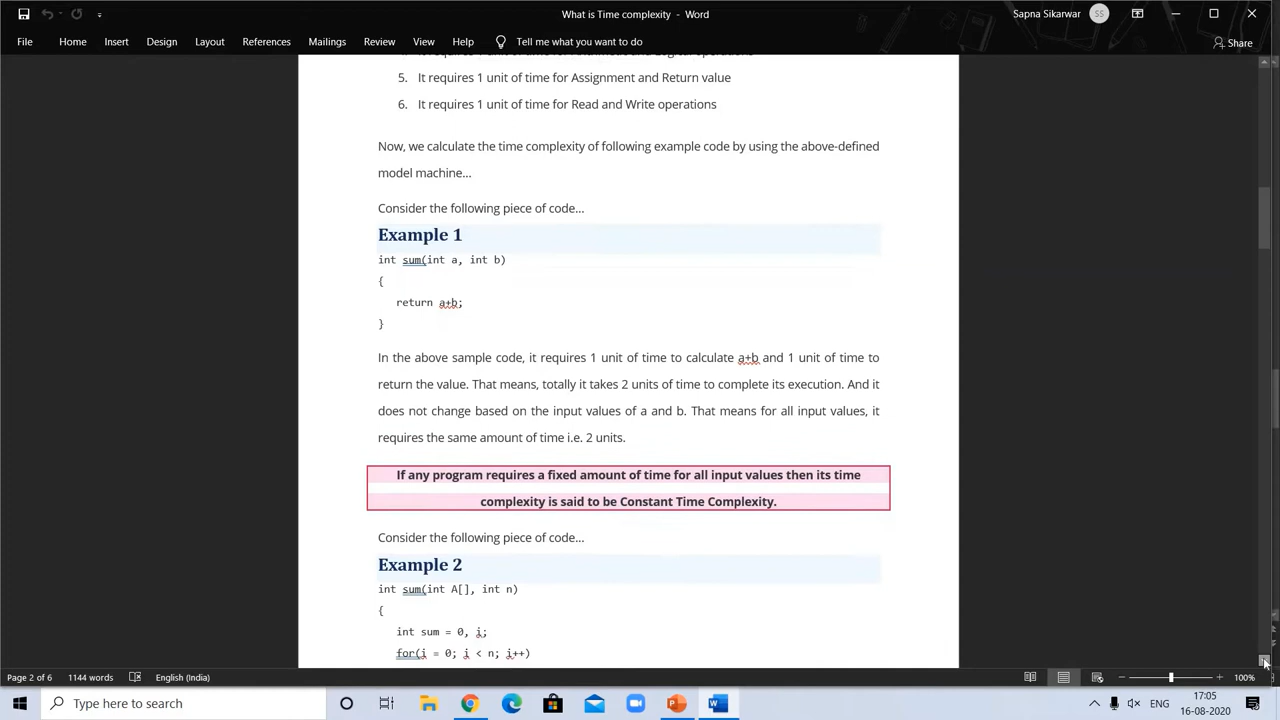 What is Time complexity - Word
Sapna Sikarwar
SS
File
Home
Insert
Design
Layout
References
Mailings
Review
View
Help
Tell me what you want to do
Share
5. It requires 1 unit of time for Assignment and Return value
6. It requires 1 unit of time for Read and Write operations
Now, we calculate the time complexity of following example code by using the above-defined
model machine...
Consider the following piece of code...
Example 1
int sum(int a, int b)
{
return a+b;
}
In the above sample code, it requires 1 unit of time to calculate a+b and 1 unit of time to
return the value. That means, totally it takes 2 units of time to complete its execution. And it
does not change based on the input values of a and b. That means for all input values, it
requires the same amount of time i.e. 2 units.
If any program requires a fixed amount of time for all input values then its time
complexity is said to be Constant Time Complexity.
Consider the following piece of code...
Example 2
int sum(int A[], int n)
{
int sum = 0, i;
for(i = 0; i < n; i++)
Page 2 of 6
1144 words
English (India)
100%
Type here to search
17:05
16-08-2020